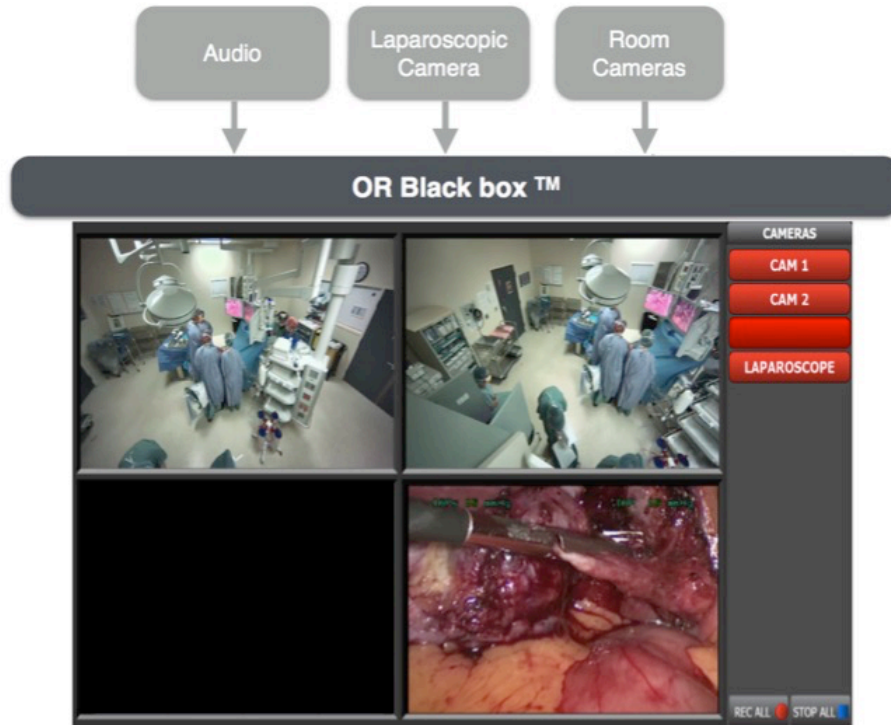 Audio
Laparoscopic
Camera
Room
Cameras
OR Black box ™
CAMERAS
CAM 1
CAM 2
LAPAROSCOPE
REC ALL
STOP ALL